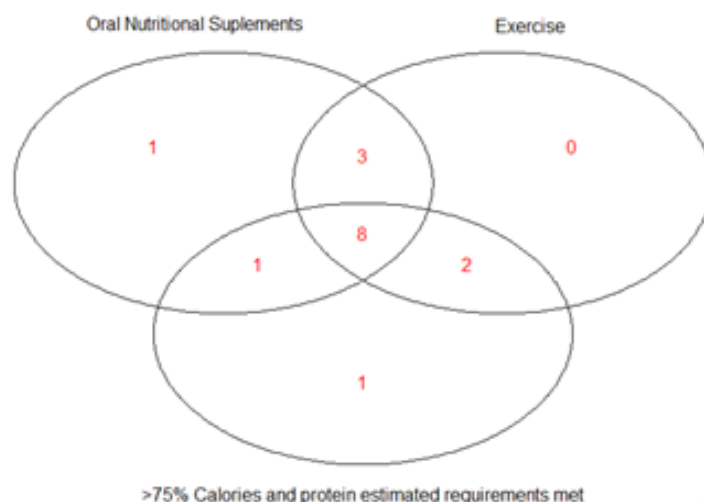 Oral Nutritional Suplements
Exercise
1
3
0
8
1
2
1
>75% Calories and protein estimated requirements met